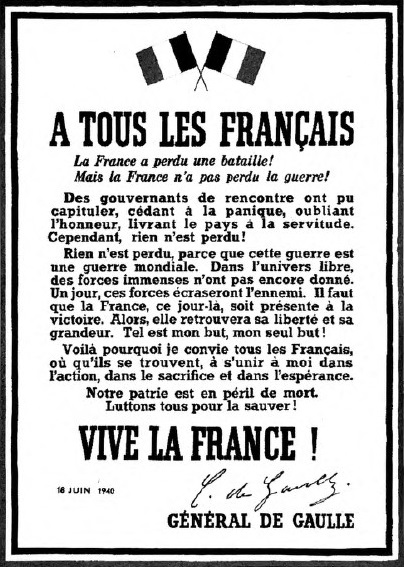 A TOUS LES FRANÇAIS
La France a perdu une bataille!
Mais la France n'a pas perdu la guerre!
Des gouvernants de rencontre ont pu
capituler, cédant à la panique, oubliant
l'honneur, livrant le pays à la servitude.
Cependant, rien n'est perdu!
Rien n'est perdu, parce que cette guerre est
une guerre mondiale. Dans l'univers libre,
des forces immenses n'ont pas encore donné.
Un jour, ces forces écraseront l'ennemi. Il faut
que la France, ce jour-là, soit présente à la
victoire. Alors, elle retrouvera sa liberté et sa
grandeur. Tel est mon but, mon seul but!
Voilà pourquoi je convie tous les Français,
où qu'ils se trouvent, à s'unir à moi dans
l'action, dans le sacrifice et dans l'espérance.
Notre patrie est en péril de mort.
Luttons tous pour la sauver!
VIVE LA FRANCE !
C. de Gaulle.
18 JUIN 1940
GÉNÉRAL DE GAULLE